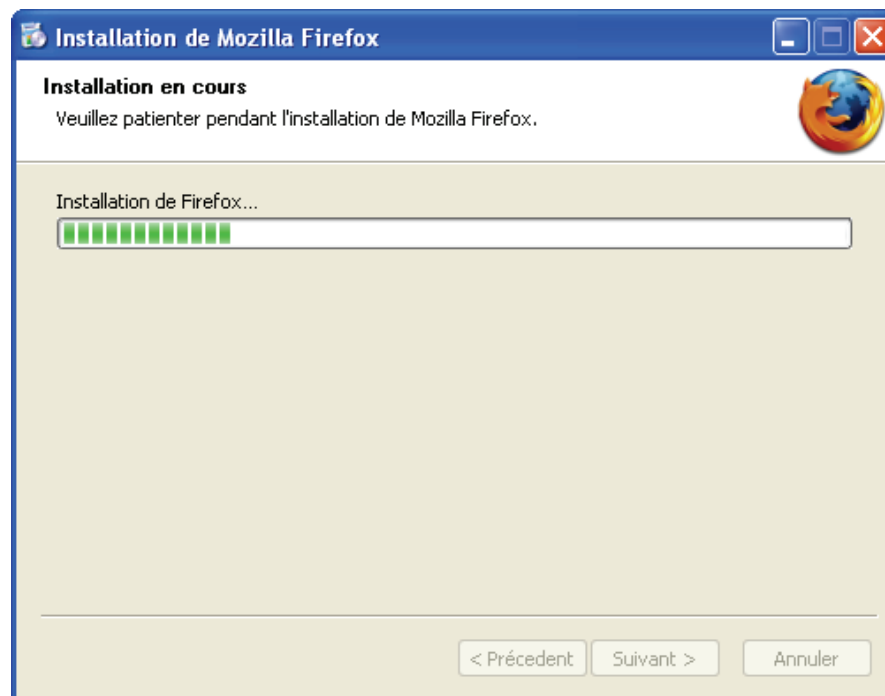 Installation de Mozilla Firefox
Installation en cours
Veuillez patienter pendant l'installation de Mozilla Firefox.
Installation de Firefox...
< Précedent
Suivant >
Annuler